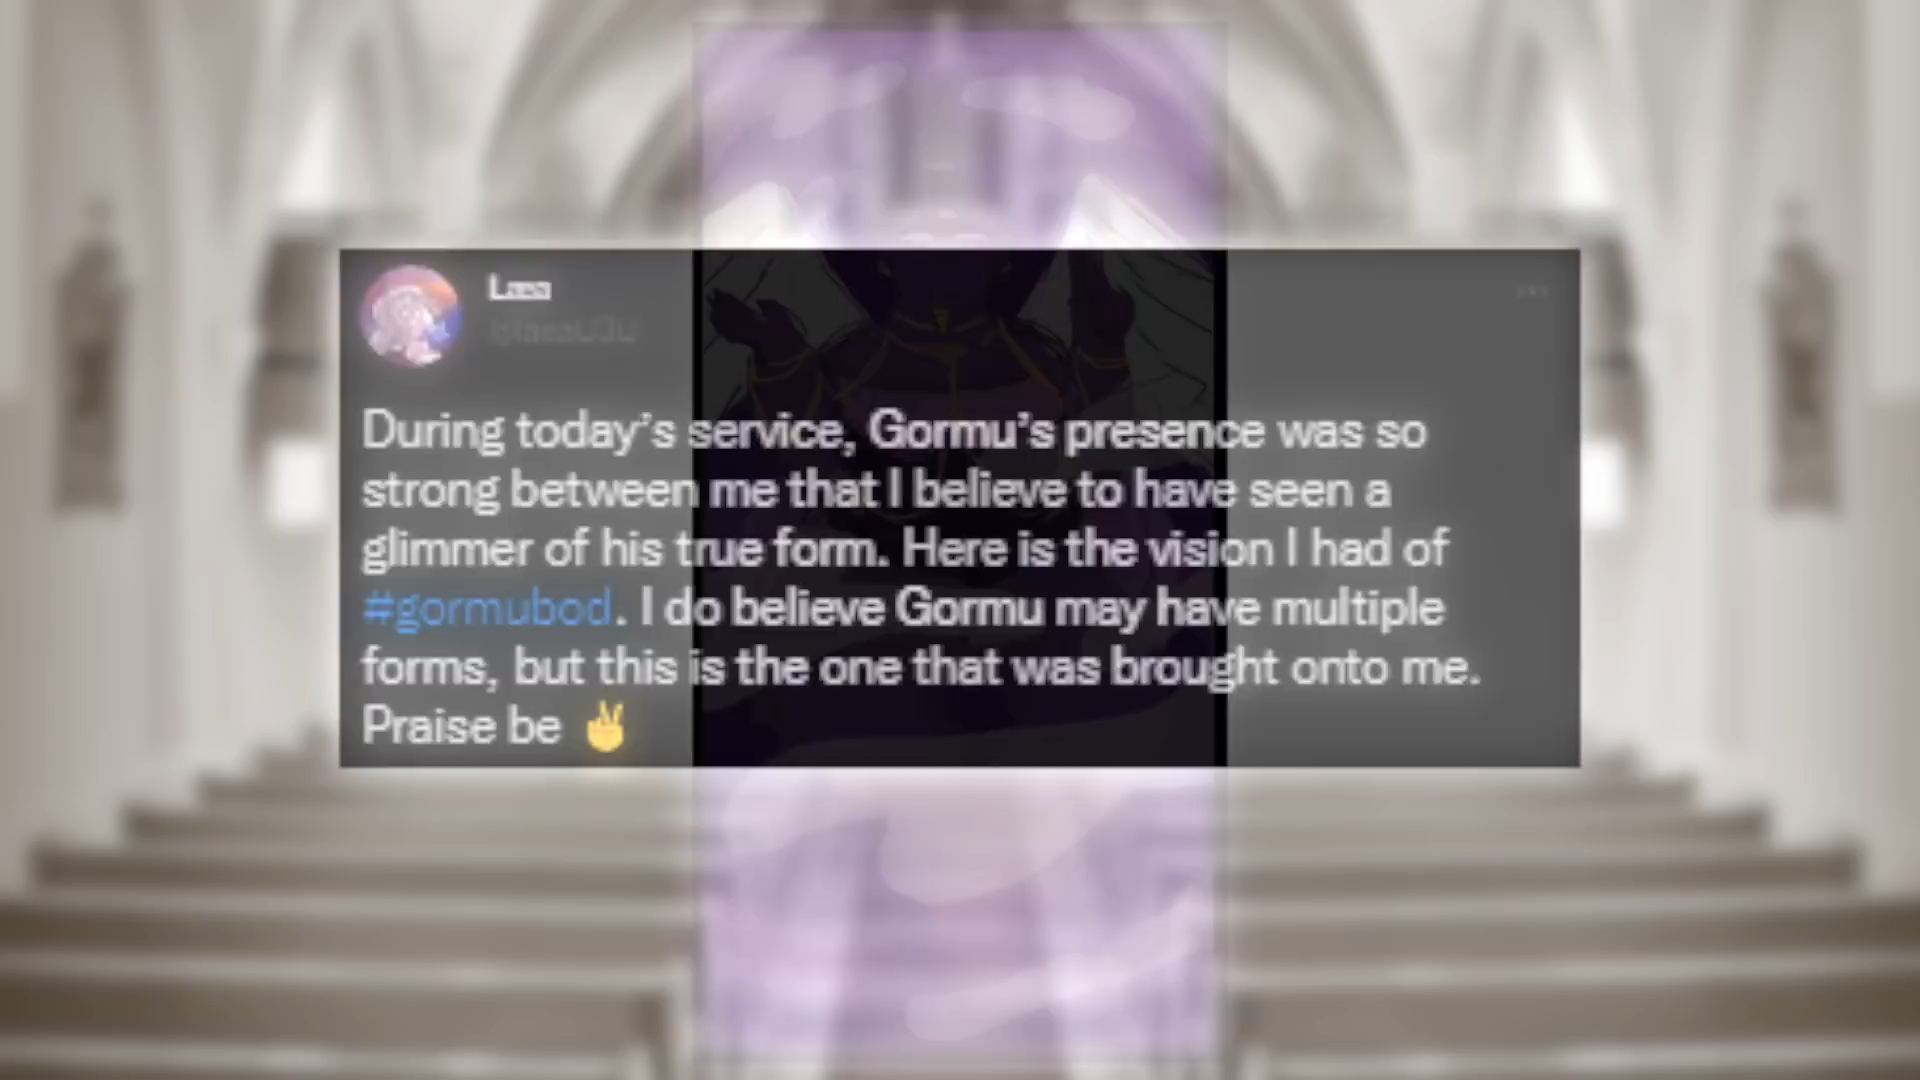 During today's service, Gormu's presence was so
strong between me that I believe to have seen a
glimmer of his true form. Here is the vision I had of
#gormubod. I do believe Gormu may have multiple
forms, but this is the one that was brought onto me.
Praise be ✌️